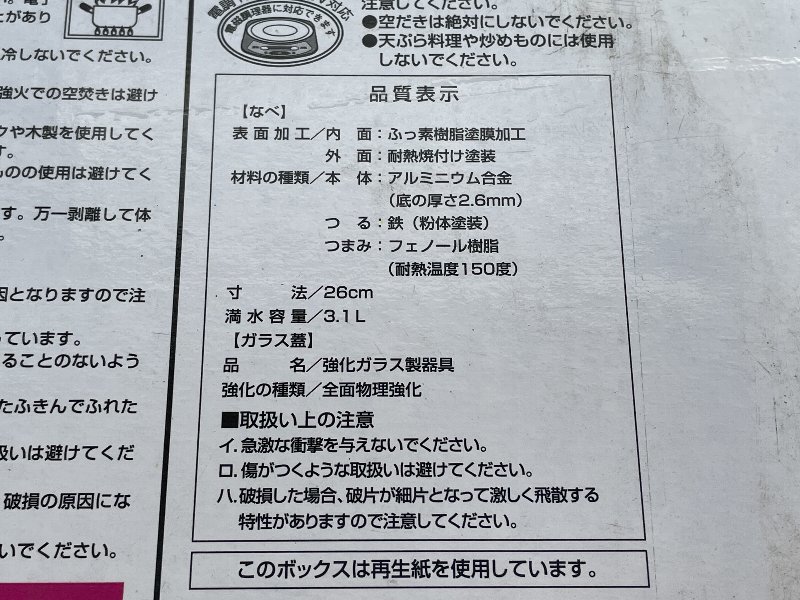 冷しないでください。
強火での空焚きは避け
クや木製を使用してく
す。
ものの使用は避けてく
す。万一剥離して体
。
因となりますので注
っています。
ることのないよう
たふきんでふれた
扱いは避けてくだ
破損の原因にな
いでください。
電磁調理器に対応できます
注意してください。
●空だきは絶対にしないでください。
●天ぷら料理や炒めものには使用
しないでください。
品質表示
【なべ】
表面加工／内 面：ふっ素樹脂塗膜加工
外 面：耐熱焼付け塗装
材料の種類／本 体：アルミニウム合金
（底の厚さ2.6mm）
つ る：鉄（粉体塗装）
つまみ：フェノール樹脂
（耐熱温度150度）
寸 法／26cm
満水容量／3.1L
【ガラス蓋】
品 名／強化ガラス製器具
強化の種類／全面物理強化
■取扱い上の注意
イ.急激な衝撃を与えないでください。
ロ.傷がつくような取扱いは避けてください。
ハ.破損した場合、破片が細片となって激しく飛散する
特性がありますので注意してください。
このボックスは再生紙を使用しています。